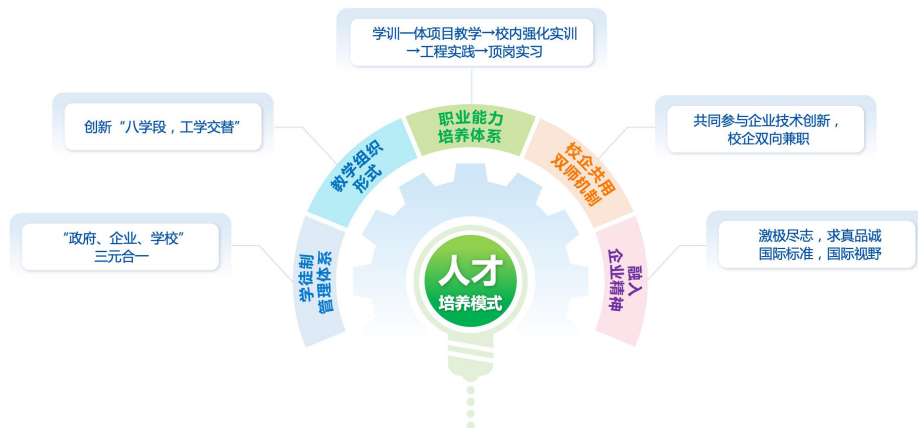 学训一体项目教学→校内强化实训
→工程实践→顶岗实习
创新“八学段，工学交替”
共同参与企业技术创新，
校企双向兼职
“政府、企业、学校”
三元合一
激极尽志，求真品诚
国际标准，国际视野
学徒制
管理体系
教学组织
形式
职业能力
培养体系
校企共用
双师机制
融入
企业精神
人才
培养模式